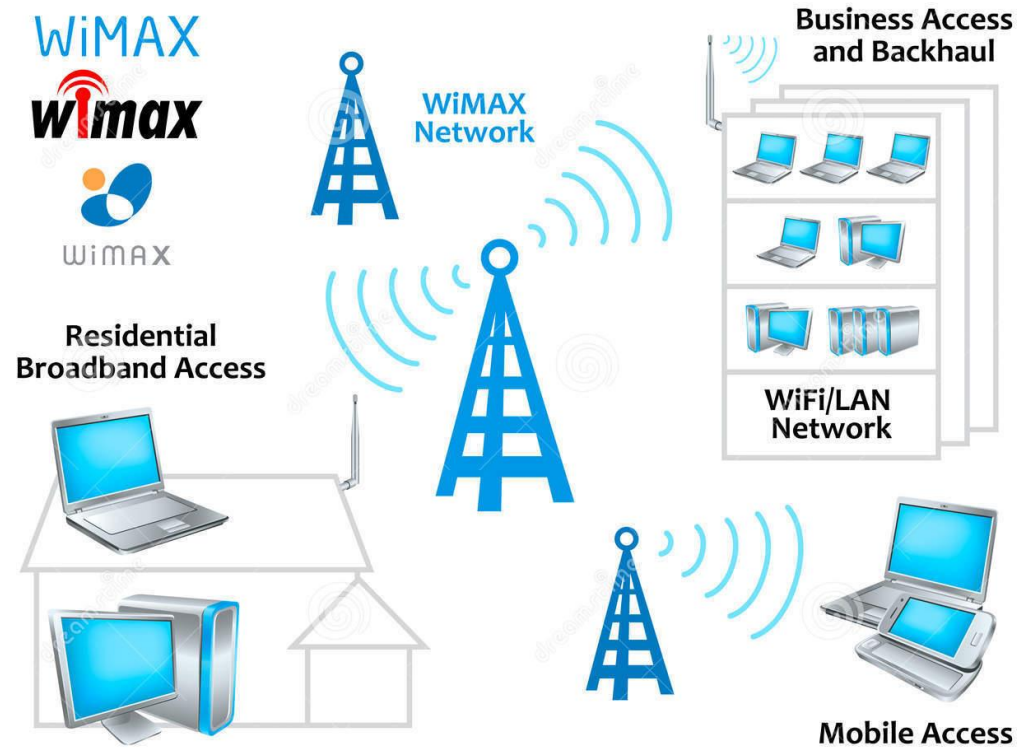 WiMAX
wimax
WiMAX
WiMAX
Network
Business Access
and Backhaul
Residential
Broadband Access
WiFi/LAN
Network
Mobile Access